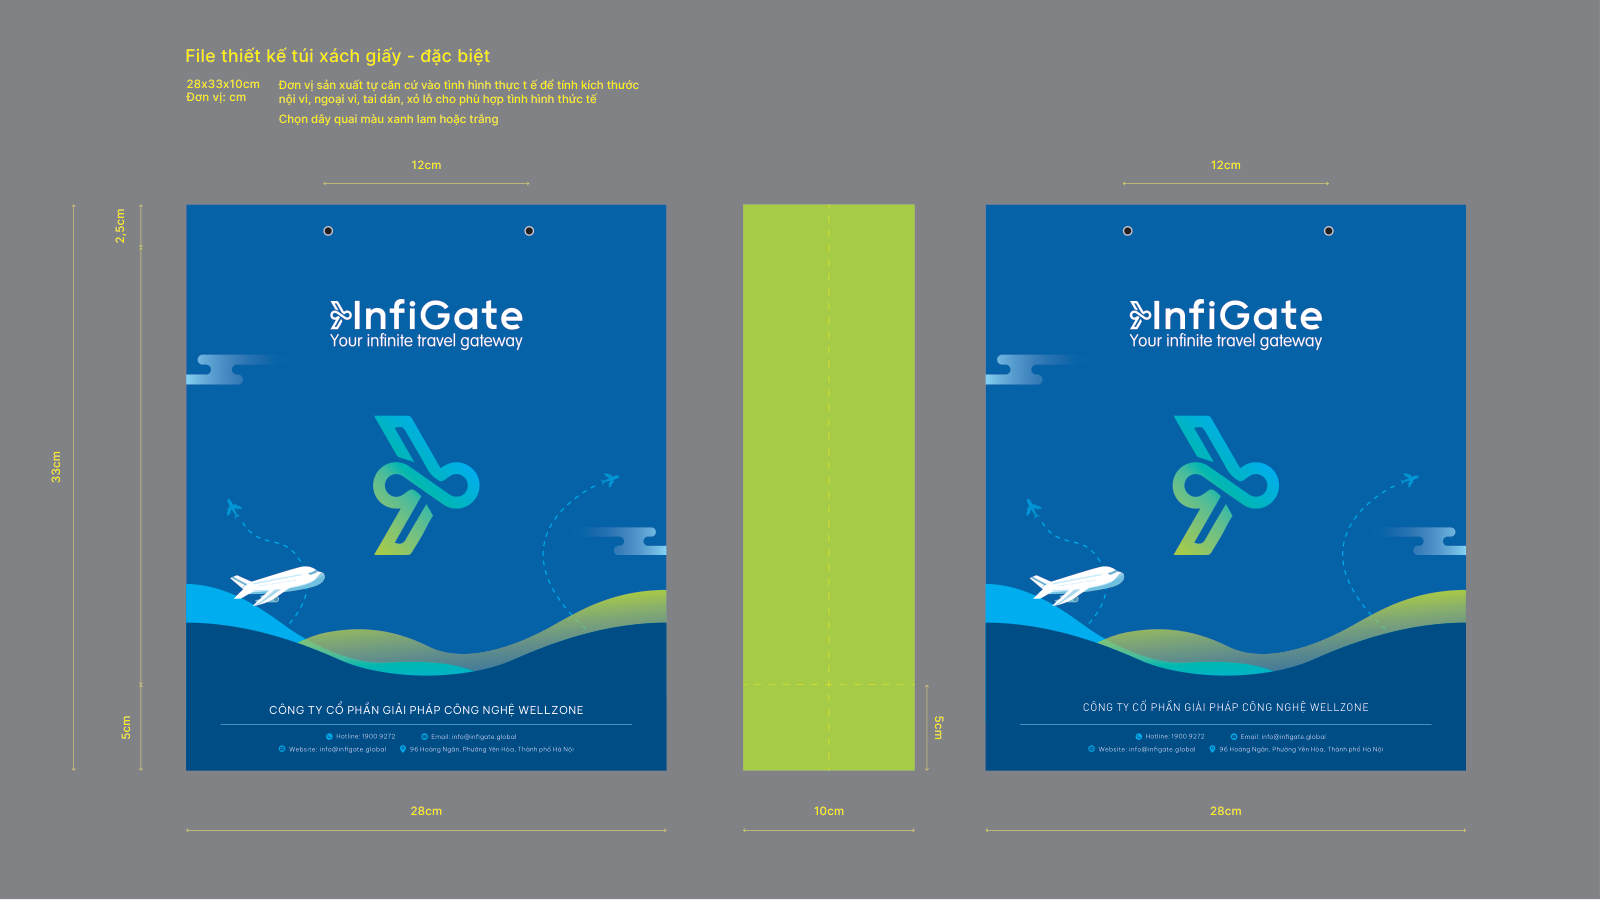 File thiết kế túi xách giấy - đặc biệt
28x33x10cm
Đơn vị: cm
Đơn vị sản xuất tự căn cứ vào tình hình thực t ế để tính kích thước
nội vi, ngoại vi, tai dán, xỏ lỗ cho phù hợp tình hình thức tế
Chọn dây quai màu xanh lam hoặc trắng
12cm
12cm
2,5cm
33cm
5cm
InfiGate
Your infinite travel gateway
CÔNG TY CỔ PHẦN GIẢI PHÁP CÔNG NGHỆ WELLZONE
Hotline: 1900 9272
Email: info@infigate.global
Website: info@infigate.global
96 Hoàng Ngân, Phường Yên Hòa, Thành phố Hà Nội
28cm
5cm
10cm
InfiGate
Your infinite travel gateway
CÔNG TY CỔ PHẦN GIẢI PHÁP CÔNG NGHỆ WELLZONE
Hotline: 1900 9272
Email: info@infigate.global
Website: info@infigate.global
96 Hoàng Ngân, Phường Yên Hòa, Thành phố Hà Nội
28cm